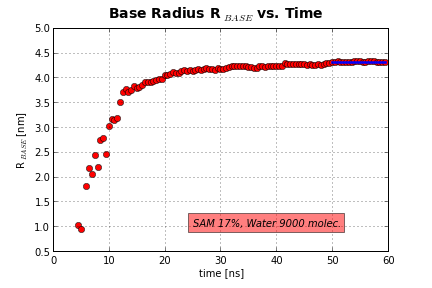 Base Radius R BASE vs. Time
5.0
4.5
4.0
3.5
3.0
2.5
2.0
1.5
1.0
0.5
R BASE [nm]
SAM 17%, Water 9000 molec.
0 10 20 30 40 50 60
time [ns]